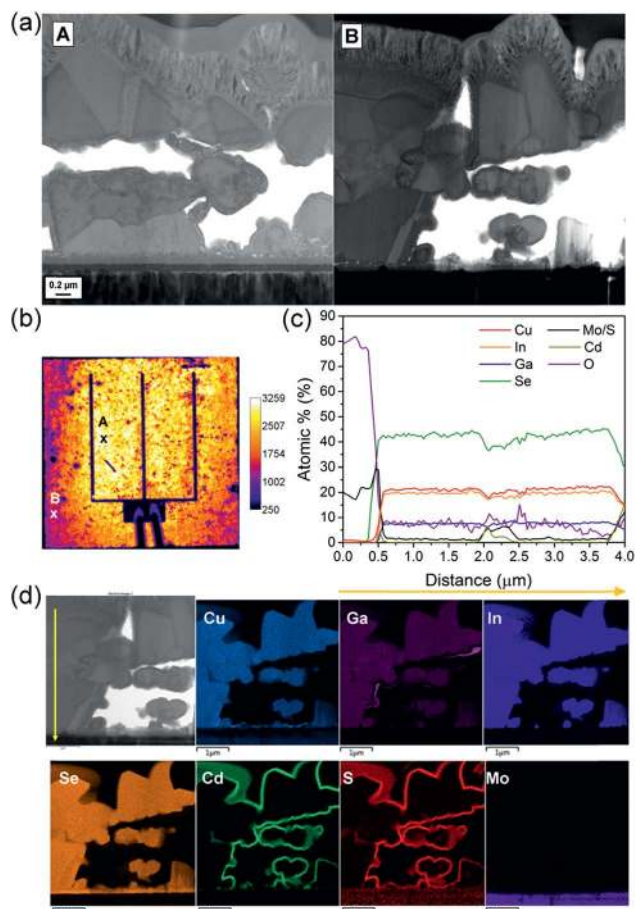 (a)
A
B
0.2 µm
(b)
A
x
B
x
3259
2507
1754
1002
250
(c)
Atomic % (%)
90
80
70
60
50
40
30
20
10
0
Cu
In
Ga
Se
Mo/S
Cd
O
0.0 0.5 1.0 1.5 2.0 2.5 3.0 3.5 4.0
Distance (µm)
(d)
Cu
Ga
In
1µm
1µm
1µm
Se
Cd
S
Mo